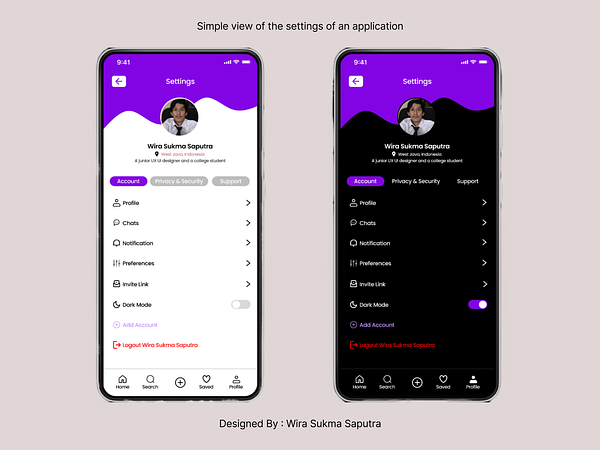 Simple view of the settings of an application
9:41
Settings
Wira Sukma Saputra
West Java, Indonesia
A junior UX UI designer and a college student
Account
Privacy & Security
Support
Profile
Chats
Notification
Preferences
Invite Link
Dark Mode
Add Account
Logout Wira Sukma Saputra
Home
Search
Saved
Profile
9:41
Settings
Wira Sukma Saputra
West Java, Indonesia
A junior UX UI designer and a college student
Account
Privacy & Security
Support
Profile
Chats
Notification
Preferences
Invite Link
Dark Mode
Add Account
Logout Wira Sukma Saputra
Home
Search
Saved
Profile
Designed By : Wira Sukma Saputra